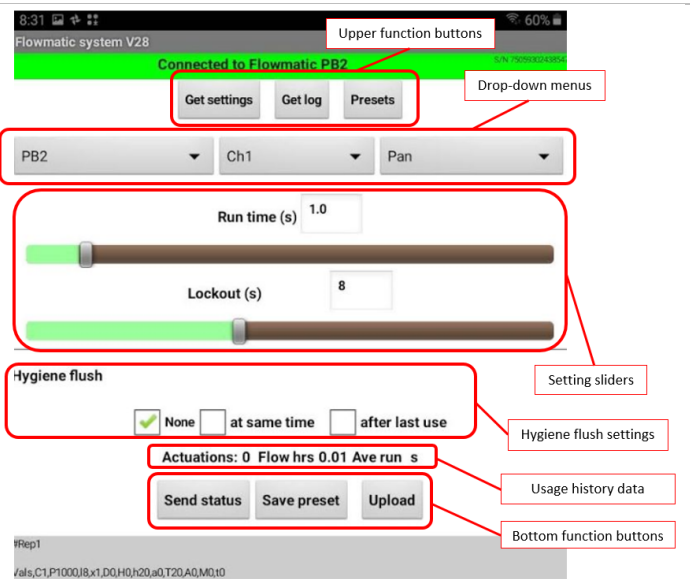 8:31 60%
Upper function buttons
Flowmatic system V28
Connected to Flowmatic PB2
S/N 7505930243854
Drop-down menus
Get settings Get log Presets
PB2 Ch1 Pan
Run time (s) 1.0
Lockout (s) 8
Setting sliders
Hygiene flush
None at same time after last use
Hygiene flush settings
Actuations: 0 Flow hrs 0.01 Ave run s
Usage history data
Send status Save preset Upload
Bottom function buttons
#Rep1
Vals,C1,P1000,I8,x1,D0,H0,h20,a0,T20,A0,M0,t0